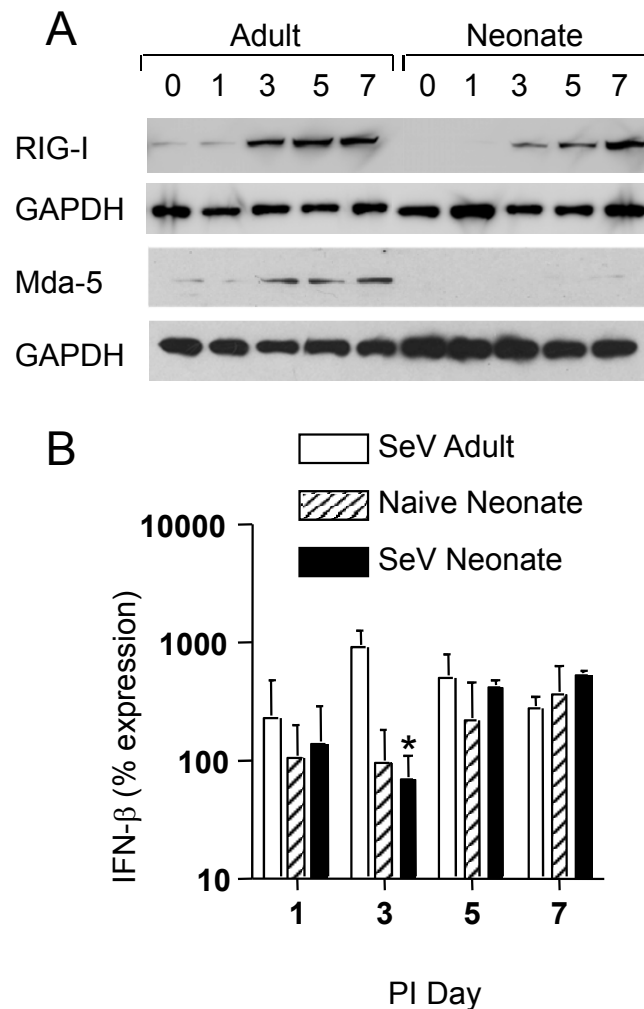 A
Adult Neonate
0 1 3 5 7 0 1 3 5 7
RIG-I
GAPDH
Mda-5
GAPDH
B
SeV Adult
Naive Neonate
SeV Neonate
IFN-β (% expression)
10000
1000
*
100
10
1 3 5 7
PI Day